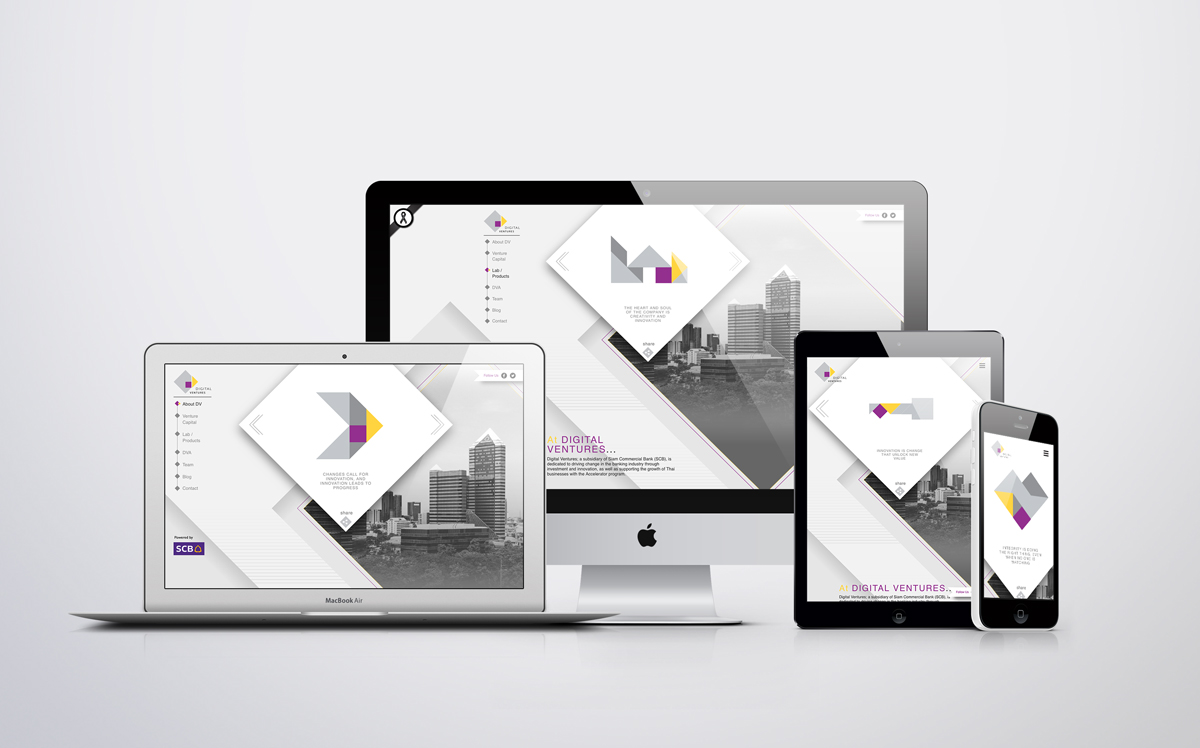 DIGITAL
VENTURES
About DV
Venture
Capital
Lab /
Products
DVA
Team
Blog
Contact
Follow us
THE HEART AND SOUL
OF THE COMPANY IS
CREATIVITY AND
INNOVATION
share
At DIGITAL
VENTURES...
Digital Ventures; a subsidiary of Siam Commercial Bank (SCB), is
dedicated to driving change in the banking industry through
investment and innovation, as well as supporting the growth of Thai
businesses with the Accelerator program.
DIGITAL
VENTURES
About DV
Venture
Capital
Lab /
Products
DVA
Team
Blog
Contact
Powered by
SCB
Follow us
CHANGES CALL FOR
INNOVATION, AND
INNOVATION LEADS TO
PROGRESS
share
MacBook Air
DIGITAL
VENTURES
INNOVATION IS CHANGE
THAT UNLOCK NEW
VALUE
share
At DIGITAL VENTURES..
Follow Us
Digital Ventures; a subsidiary of Siam Commercial Bank (SCB), is
share